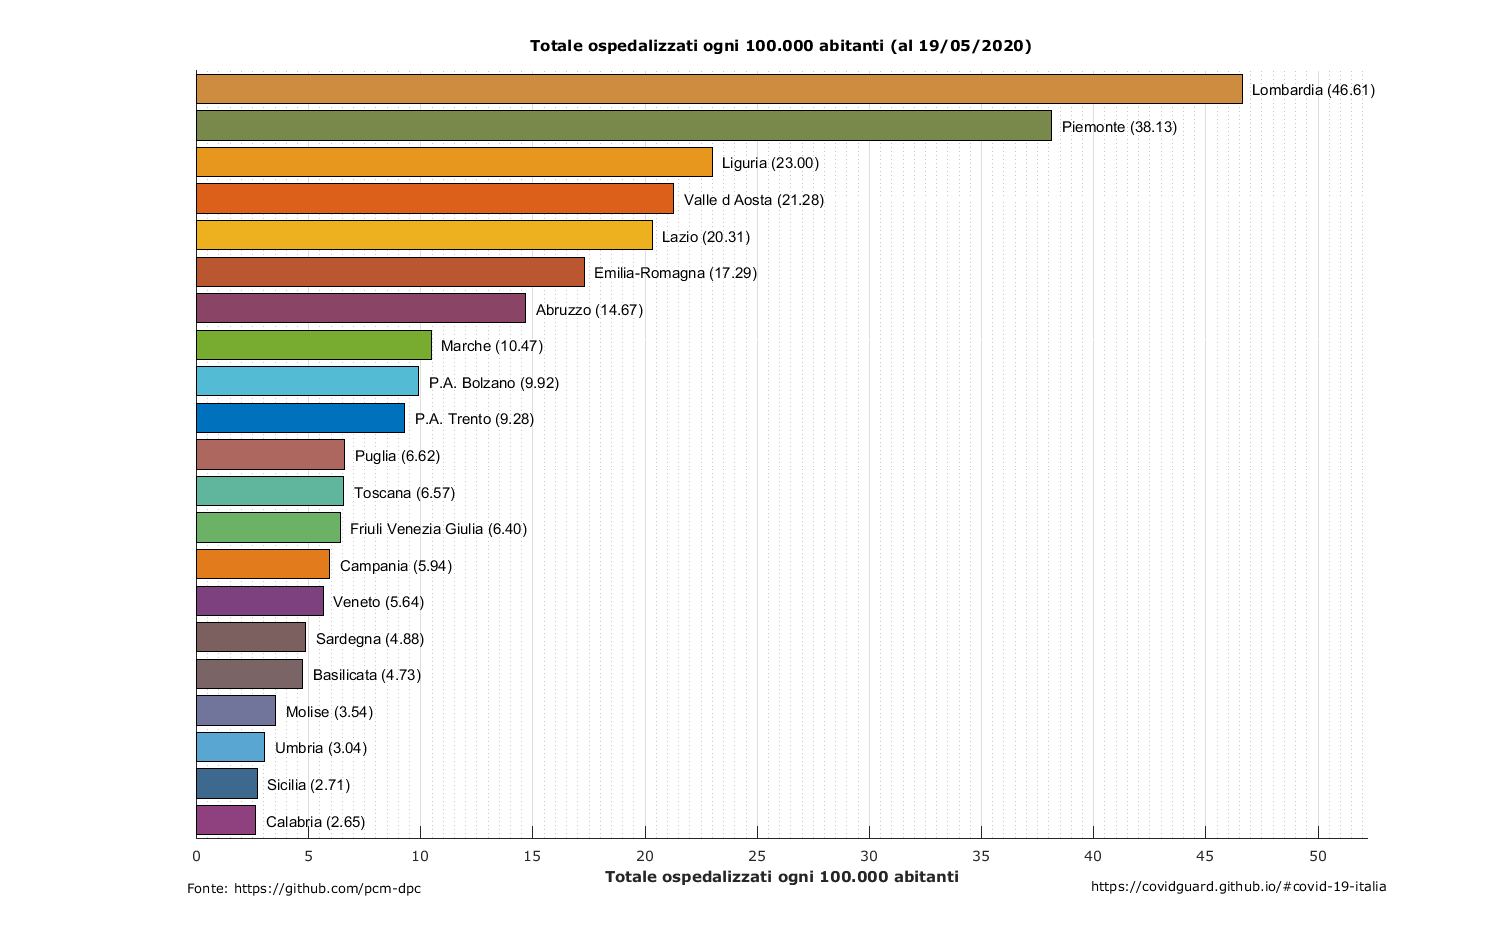 Totale ospedalizzati ogni 100.000 abitanti (al 19/05/2020)
Lombardia (46.61)
Piemonte (38.13)
Liguria (23.00)
Valle d Aosta (21.28)
Lazio (20.31)
Emilia-Romagna (17.29)
Abruzzo (14.67)
Marche (10.47)
P.A. Bolzano (9.92)
P.A. Trento (9.28)
Puglia (6.62)
Toscana (6.57)
Friuli Venezia Giulia (6.40)
Campania (5.94)
Veneto (5.64)
Sardegna (4.88)
Basilicata (4.73)
Molise (3.54)
Umbria (3.04)
Sicilia (2.71)
Calabria (2.65)
0 5 10 15 20 25 30 35 40 45 50
Totale ospedalizzati ogni 100.000 abitanti
Fonte: https://github.com/pcm-dpc
https://covidguard.github.io/#covid-19-italia